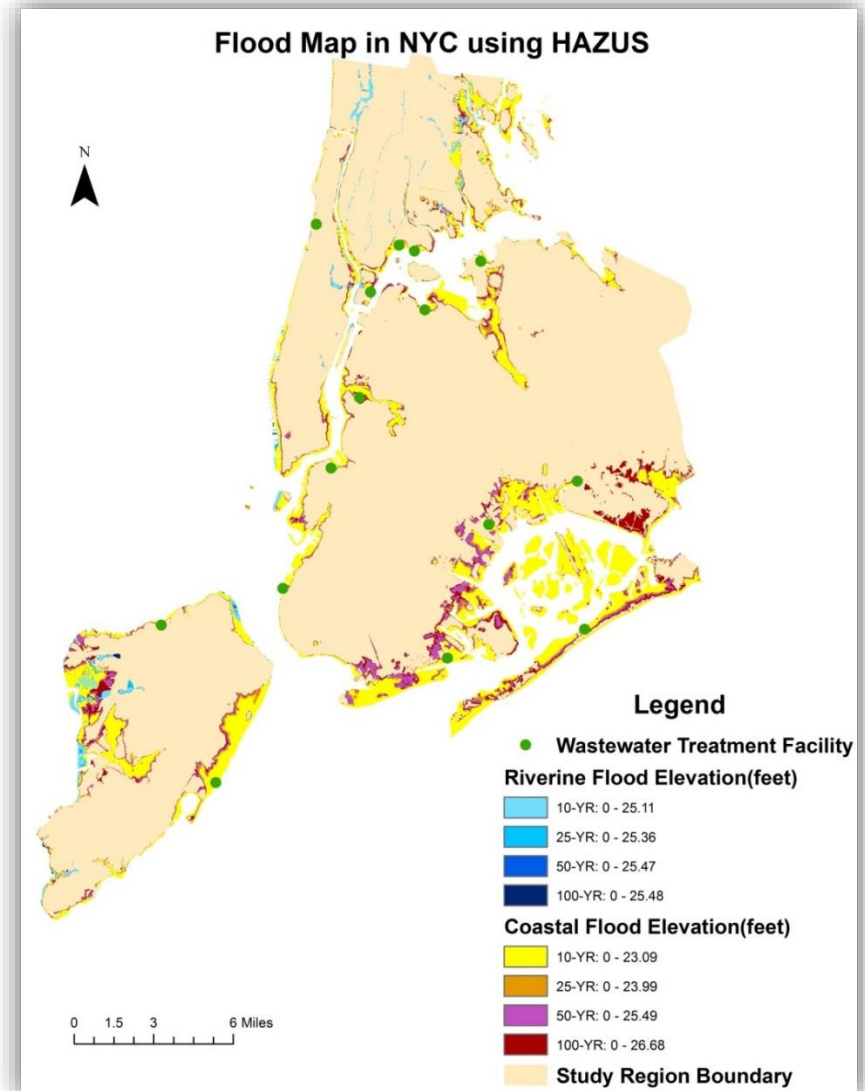 Flood Map in NYC using HAZUS
N
Legend
Wastewater Treatment Facility
Riverine Flood Elevation(feet)
10-YR: 0 - 25.11
25-YR: 0 - 25.36
50-YR: 0 - 25.47
100-YR: 0 - 25.48
Coastal Flood Elevation(feet)
10-YR: 0 - 23.09
25-YR: 0 - 23.99
50-YR: 0 - 25.49
100-YR: 0 - 26.68
Study Region Boundary
0 1.5 3 6 Miles